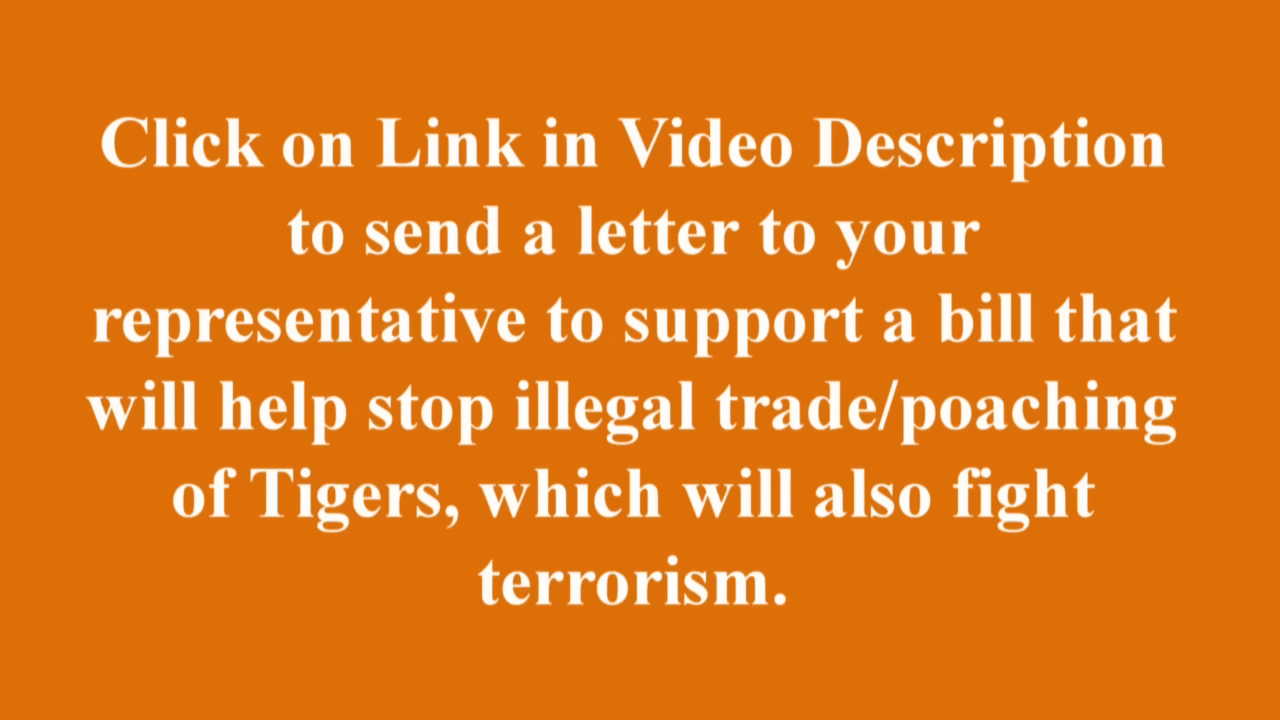 Click on Link in Video Description
to send a letter to your
representative to support a bill that
will help stop illegal trade/poaching
of Tigers, which will also fight
terrorism.